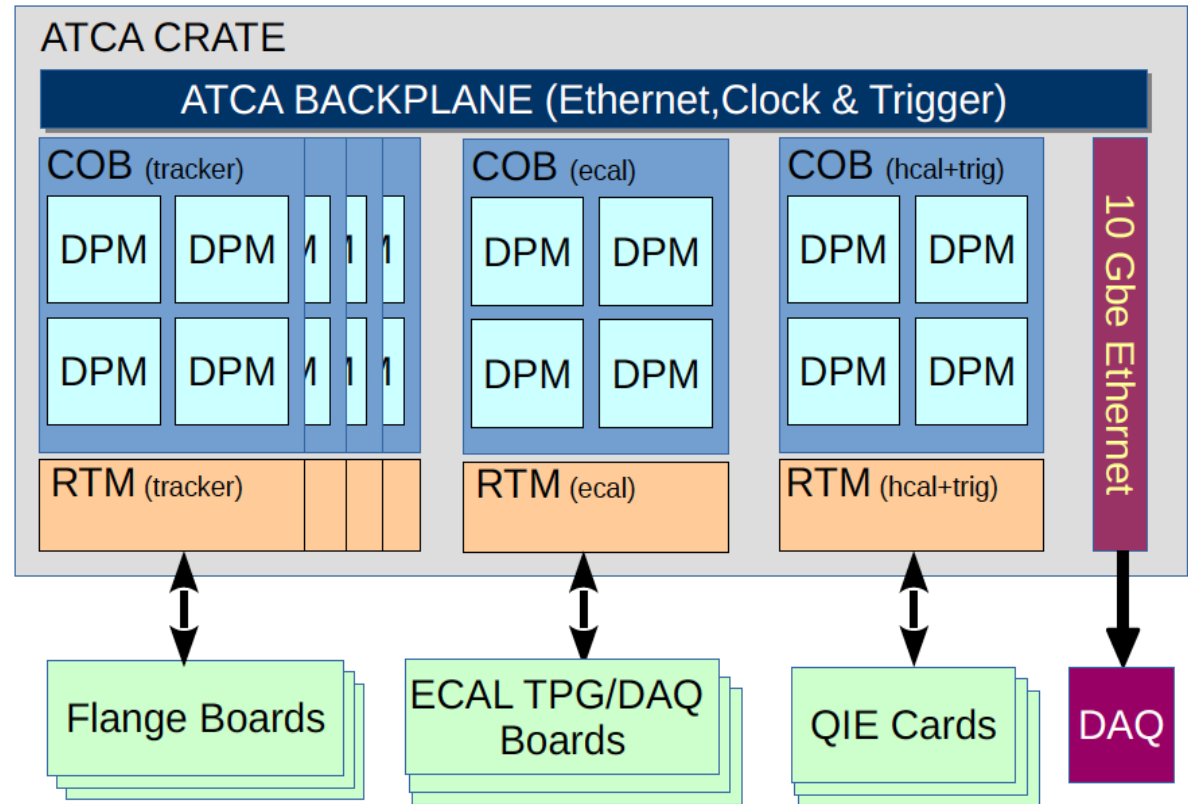 ATCA CRATE
ATCA BACKPLANE (Ethernet,Clock & Trigger)
COB (tracker)
DPM DPM
DPM DPM
RTM (tracker)
COB (ecal)
DPM DPM
DPM DPM
RTM (ecal)
COB (hcal+trig)
DPM DPM
DPM DPM
RTM (hcal+trig)
10 Gbe Ethernet
Flange Boards
ECAL TPG/DAQ
Boards
QIE Cards
DAQ